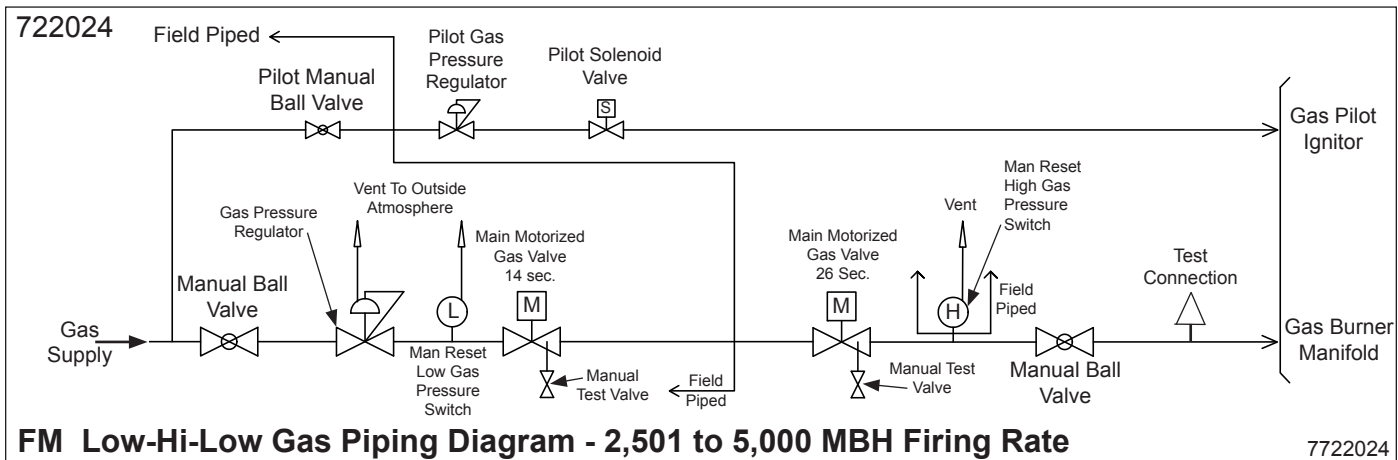 722024
Field Piped
Pilot Gas
Pressure
Regulator
Pilot Solenoid
Valve
Pilot Manual
Ball Valve
S
Gas Pilot
Ignitor
Vent To Outside
Atmosphere
Gas Pressure
Regulator
Man Reset
High Gas
Pressure
Switch
Vent
Main Motorized
Gas Valve
14 sec.
Main Motorized
Gas Valve
26 Sec.
Test
Connection
Manual Ball
Valve
Field
Piped
L
M
M
H
Gas
Supply
Gas Burner
Manifold
Man Reset
Low Gas
Pressure
Switch
Manual
Test Valve
Field
Piped
Manual Test
Valve
Manual Ball
Valve
FM Low-Hi-Low Gas Piping Diagram - 2,501 to 5,000 MBH Firing Rate
7722024